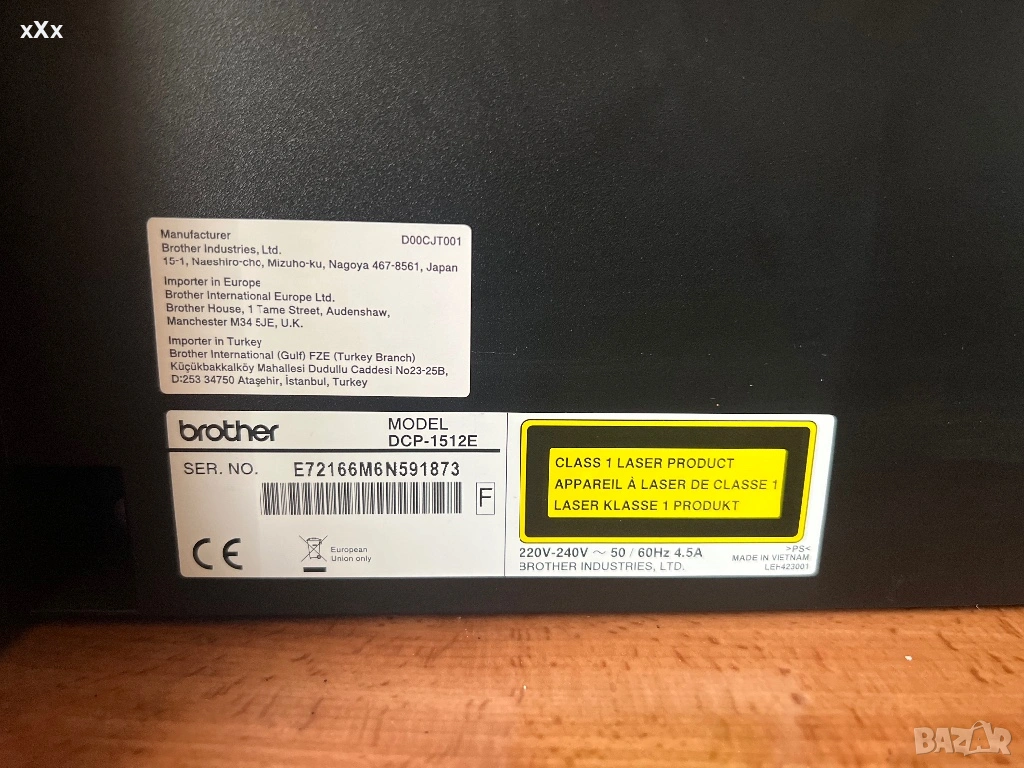 xXx
Manufacturer D00CJT001
Brother Industries, Ltd.
15-1, Naeshiro-cho, Mizuho-ku, Nagoya 467-8561, Japan
Importer in Europe
Brother International Europe Ltd.
Brother House, 1 Tame Street, Audenshaw,
Manchester M34 5JE, U.K.
Importer in Turkey
Brother International (Gulf) FZE (Turkey Branch)
Küçükbakkalköy Mahallesi Dudullu Caddesi No23-25B,
D:253 34750 Ataşehir, İstanbul, Turkey
brother
MODEL
DCP-1512E
SER. NO. E72166M6N591873
F
CE
European
Union only
CLASS 1 LASER PRODUCT
APPAREIL À LASER DE CLASSE 1
LASER KLASSE 1 PRODUKT
220V-240V ~ 50 / 60Hz 4.5A
BROTHER INDUSTRIES, LTD.
>PS<
MADE IN VIETNAM
LEH423001
BAZAR